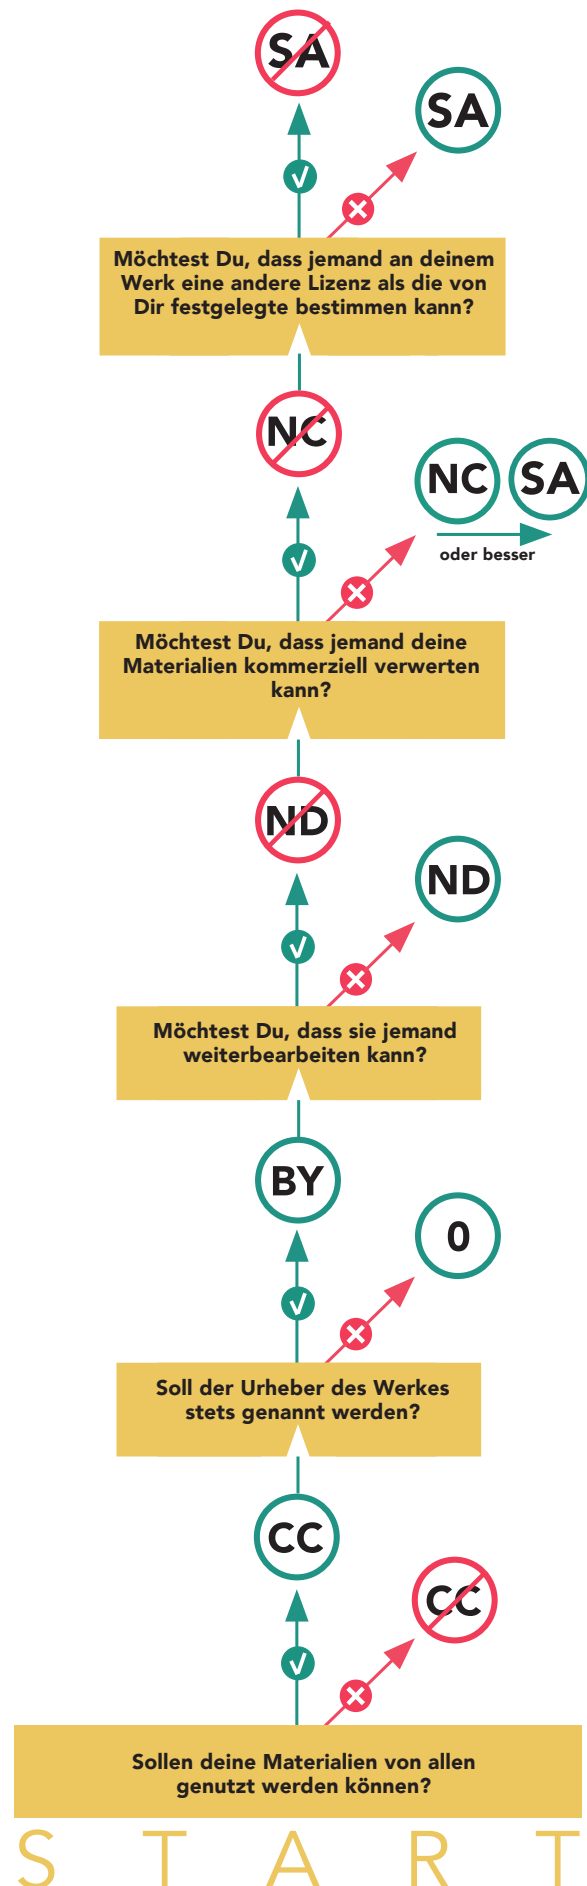 SA
SA
Möchtest Du, dass jemand an deinem
Werk eine andere Lizenz als die von
Dir festgelegte bestimmen kann?
NC
NC SA
oder besser
Möchtest Du, dass jemand deine
Materialien kommerziell verwerten
kann?
ND
ND
Möchtest Du, dass sie jemand
weiterbearbeiten kann?
BY
0
Soll der Urheber des Werkes
stets genannt werden?
CC
CC
Sollen deine Materialien von allen
genutzt werden können?
START